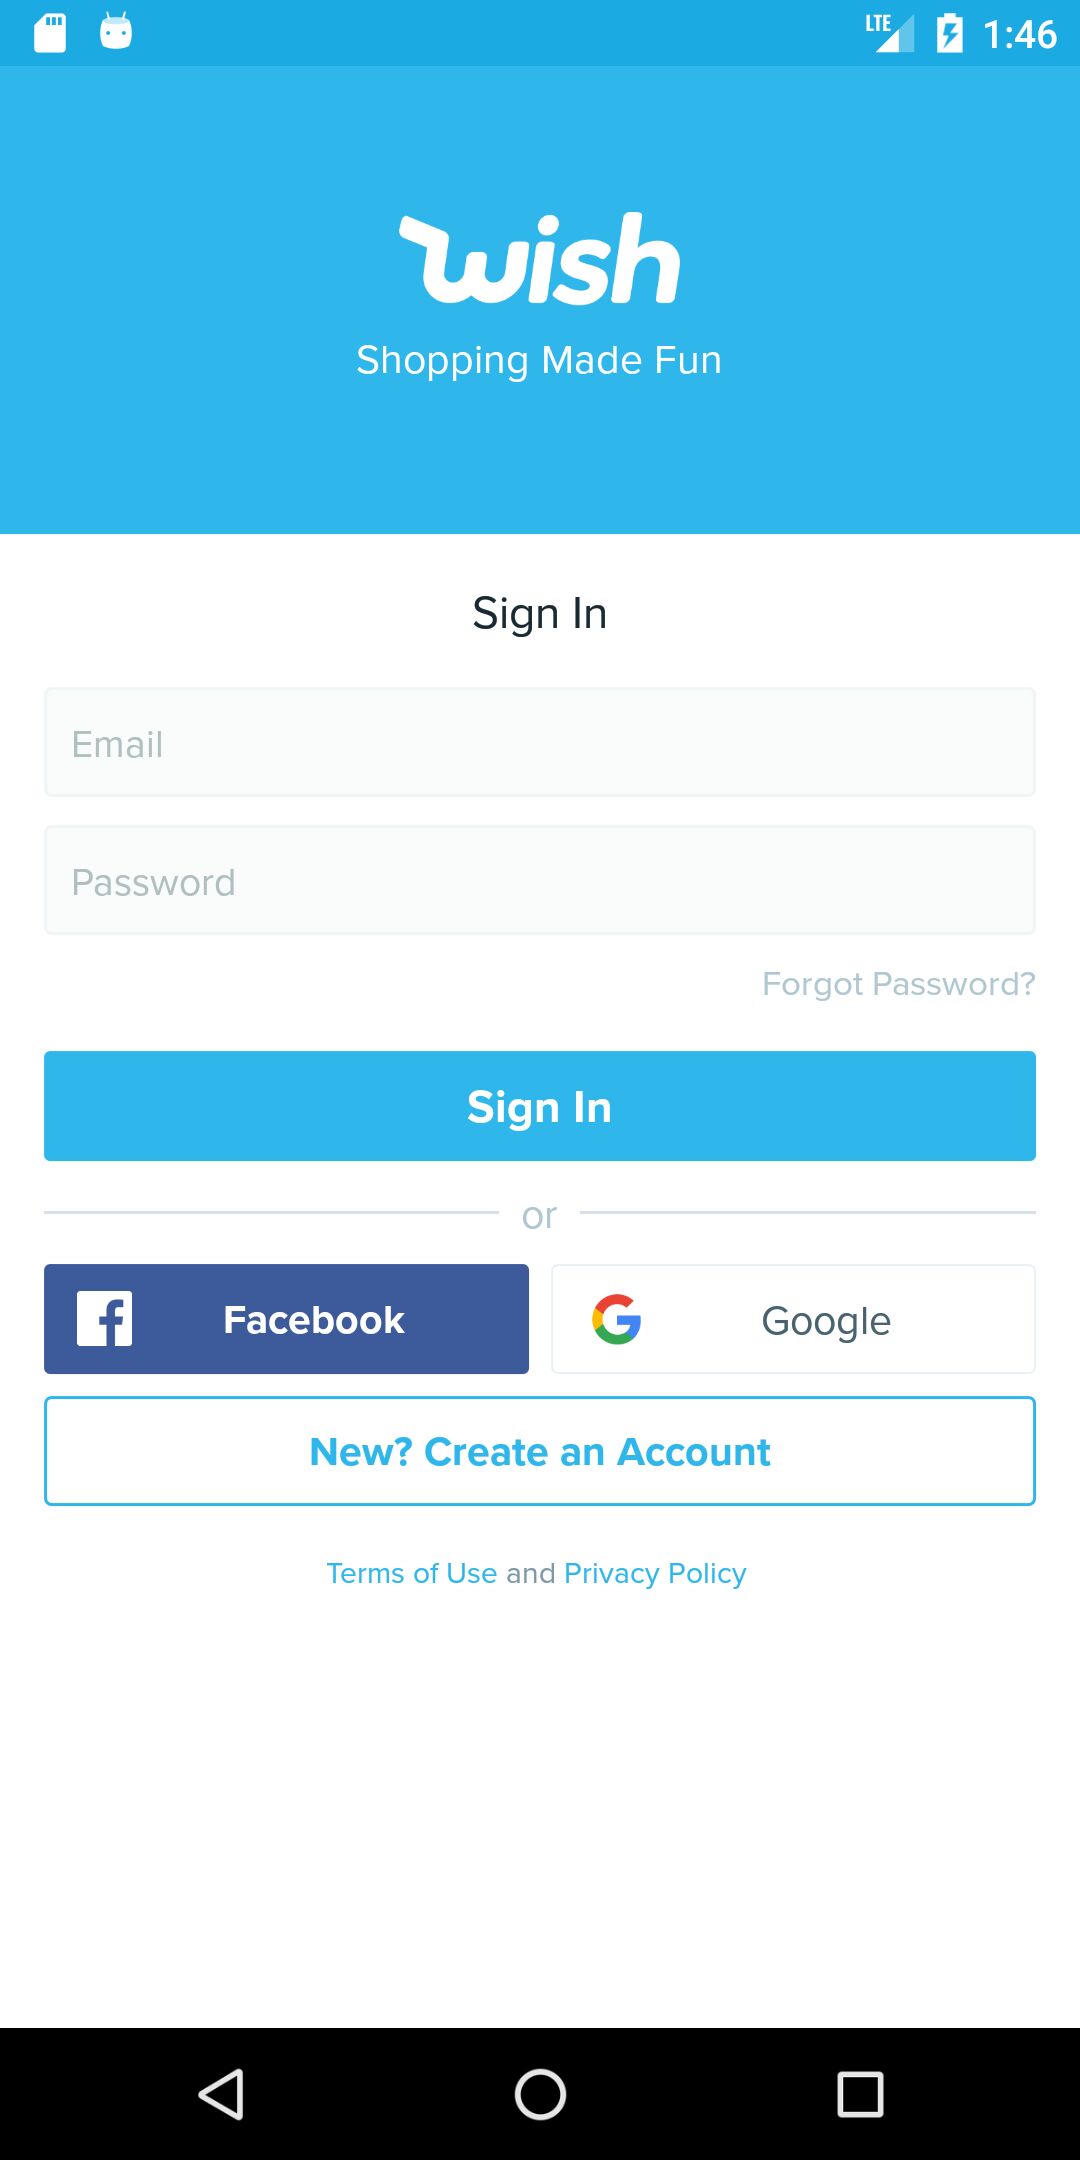 LTE 1:46
wish
Shopping Made Fun
Sign In
Email
Password
Forgot Password?
Sign In
or
Facebook
Google
New? Create an Account
Terms of Use and Privacy Policy